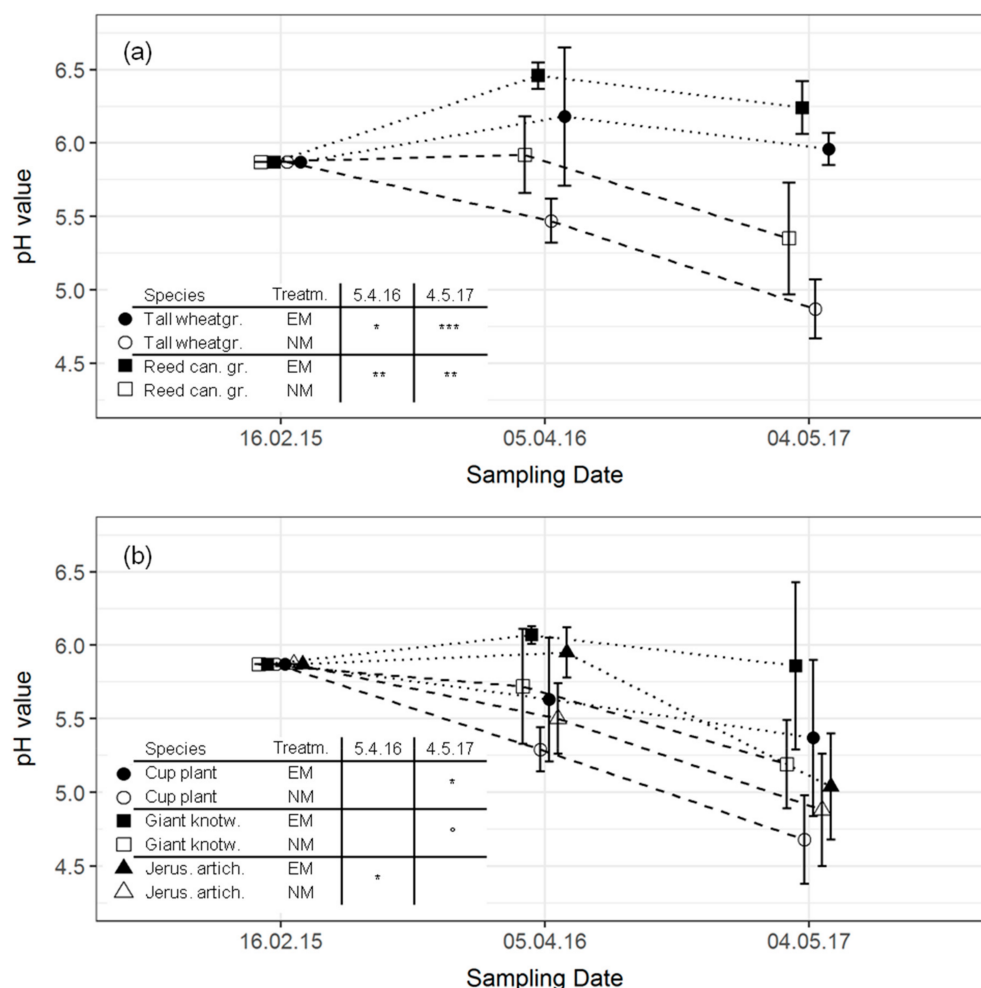 (a)
6.5
6.0
5.5
5.0
4.5
pH value
Species Treatm. 5.4.16 4.5.17
Tall wheatgr. EM
* ***
Tall wheatgr. NM
Reed can. gr. EM
** **
Reed can. gr. NM
16.02.15 05.04.16 04.05.17
Sampling Date
(b)
6.5
6.0
5.5
5.0
4.5
pH value
Species Treatm. 5.4.16 4.5.17
Cup plant EM
*
Cup plant NM
Giant knotw. EM
°
Giant knotw. NM
Jerus. artich. EM
*
Jerus. artich. NM
16.02.15 05.04.16 04.05.17
Sampling Date